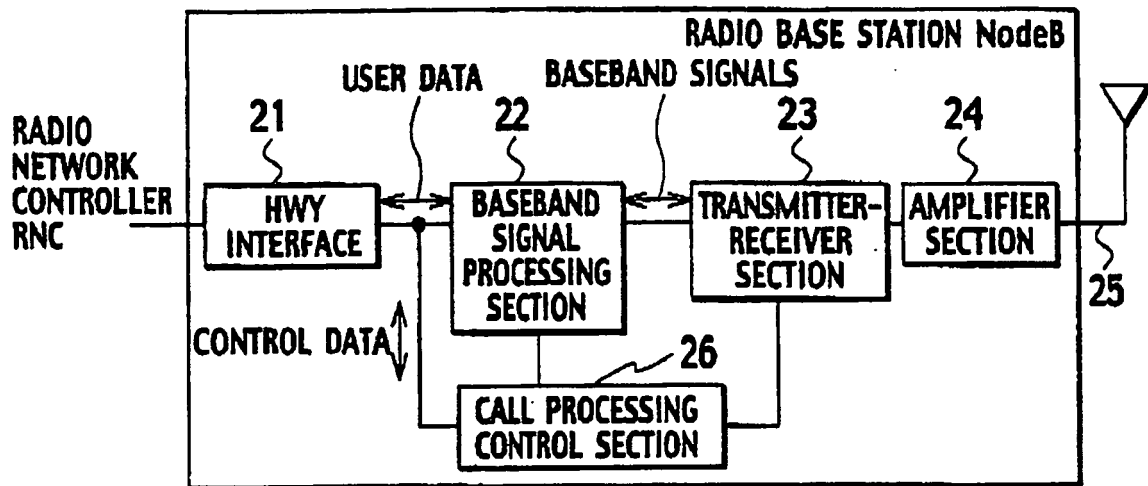 RADIO BASE STATION NodeB
USER DATA
BASEBAND SIGNALS
21
22
23
24
RADIO
NETWORK
CONTROLLER
RNC
HWY
INTERFACE
BASEBAND
SIGNAL
PROCESSING
SECTION
TRANSMITTER-
RECEIVER
SECTION
AMPLIFIER
SECTION
25
CONTROL DATA
26
CALL PROCESSING
CONTROL SECTION